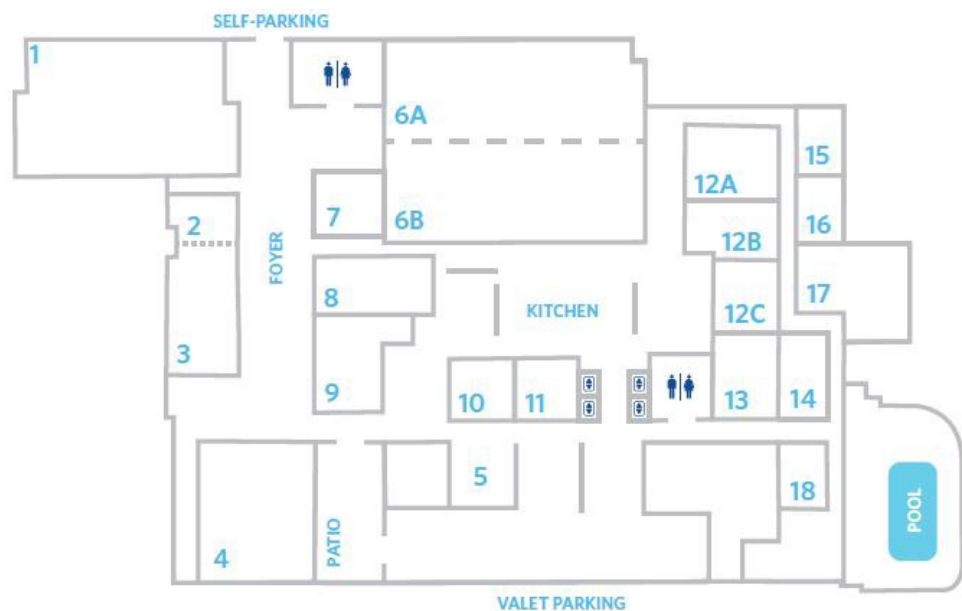 SELF-PARKING
1
6A
15
12A
2
7
6B
16
12B
FOYER
8
KITCHEN
12C
17
3
9
10
11
13
14
5
18
4
PATIO
POOL
VALET PARKING